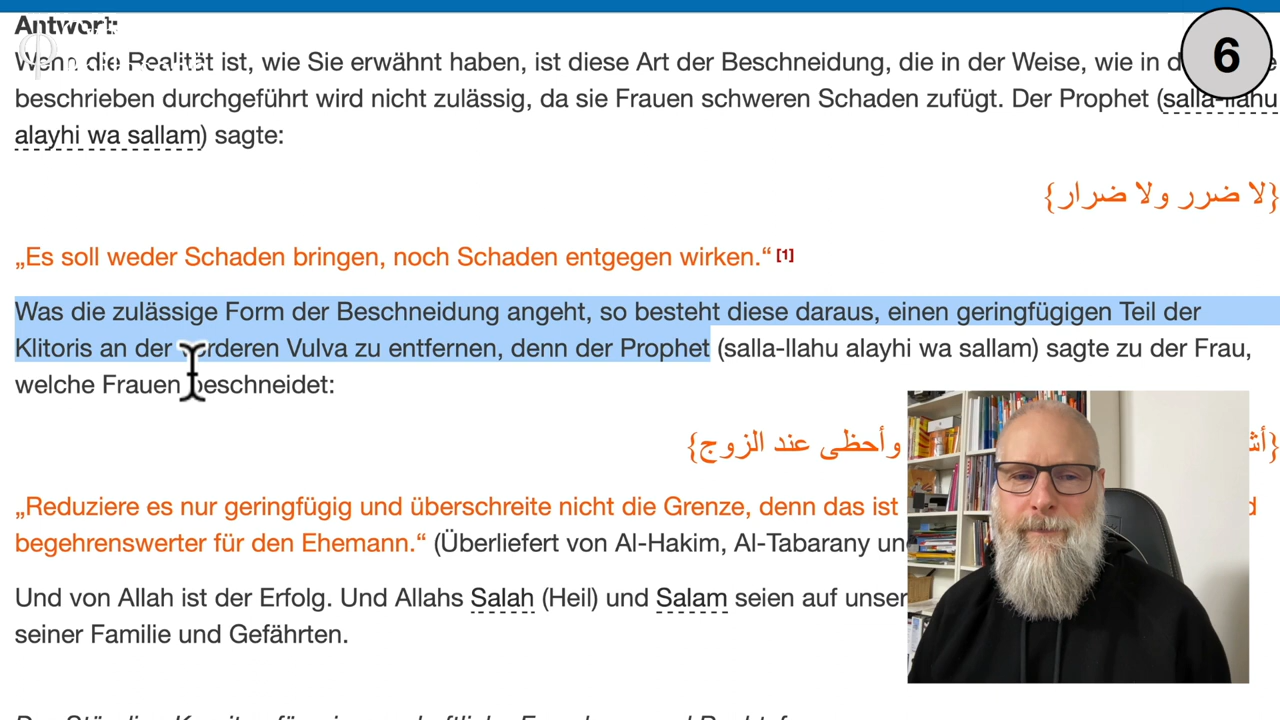 Antwort:
Wenn die Realität ist, wie Sie erwähnt haben, ist diese Art der Beschneidung, die in der Weise, wie in
beschrieben durchgeführt wird nicht zulässig, da sie Frauen schweren Schaden zufügt. Der Prophet (salla-llahu
alayhi wa sallam) sagte:
{لا ضرر ولا ضرار}
„Es soll weder Schaden bringen, noch Schaden entgegen wirken.“ [1]
Was die zulässige Form der Beschneidung angeht, so besteht diese daraus, einen geringfügigen Teil der
Klitoris an der vorderen Vulva zu entfernen, denn der Prophet (salla-llahu alayhi wa sallam) sagte zu der Frau,
welche Frauen beschneidet:
وأحظى عند الزوج}
„Reduziere es nur geringfügig und überschreite nicht die Grenze, denn das ist
begehrenswerter für den Ehemann.“ (Überliefert von Al-Hakim, Al-Tabarany
Und von Allah ist der Erfolg. Und Allahs Salah (Heil) und Salam seien auf
seiner Familie und Gefährten.
6